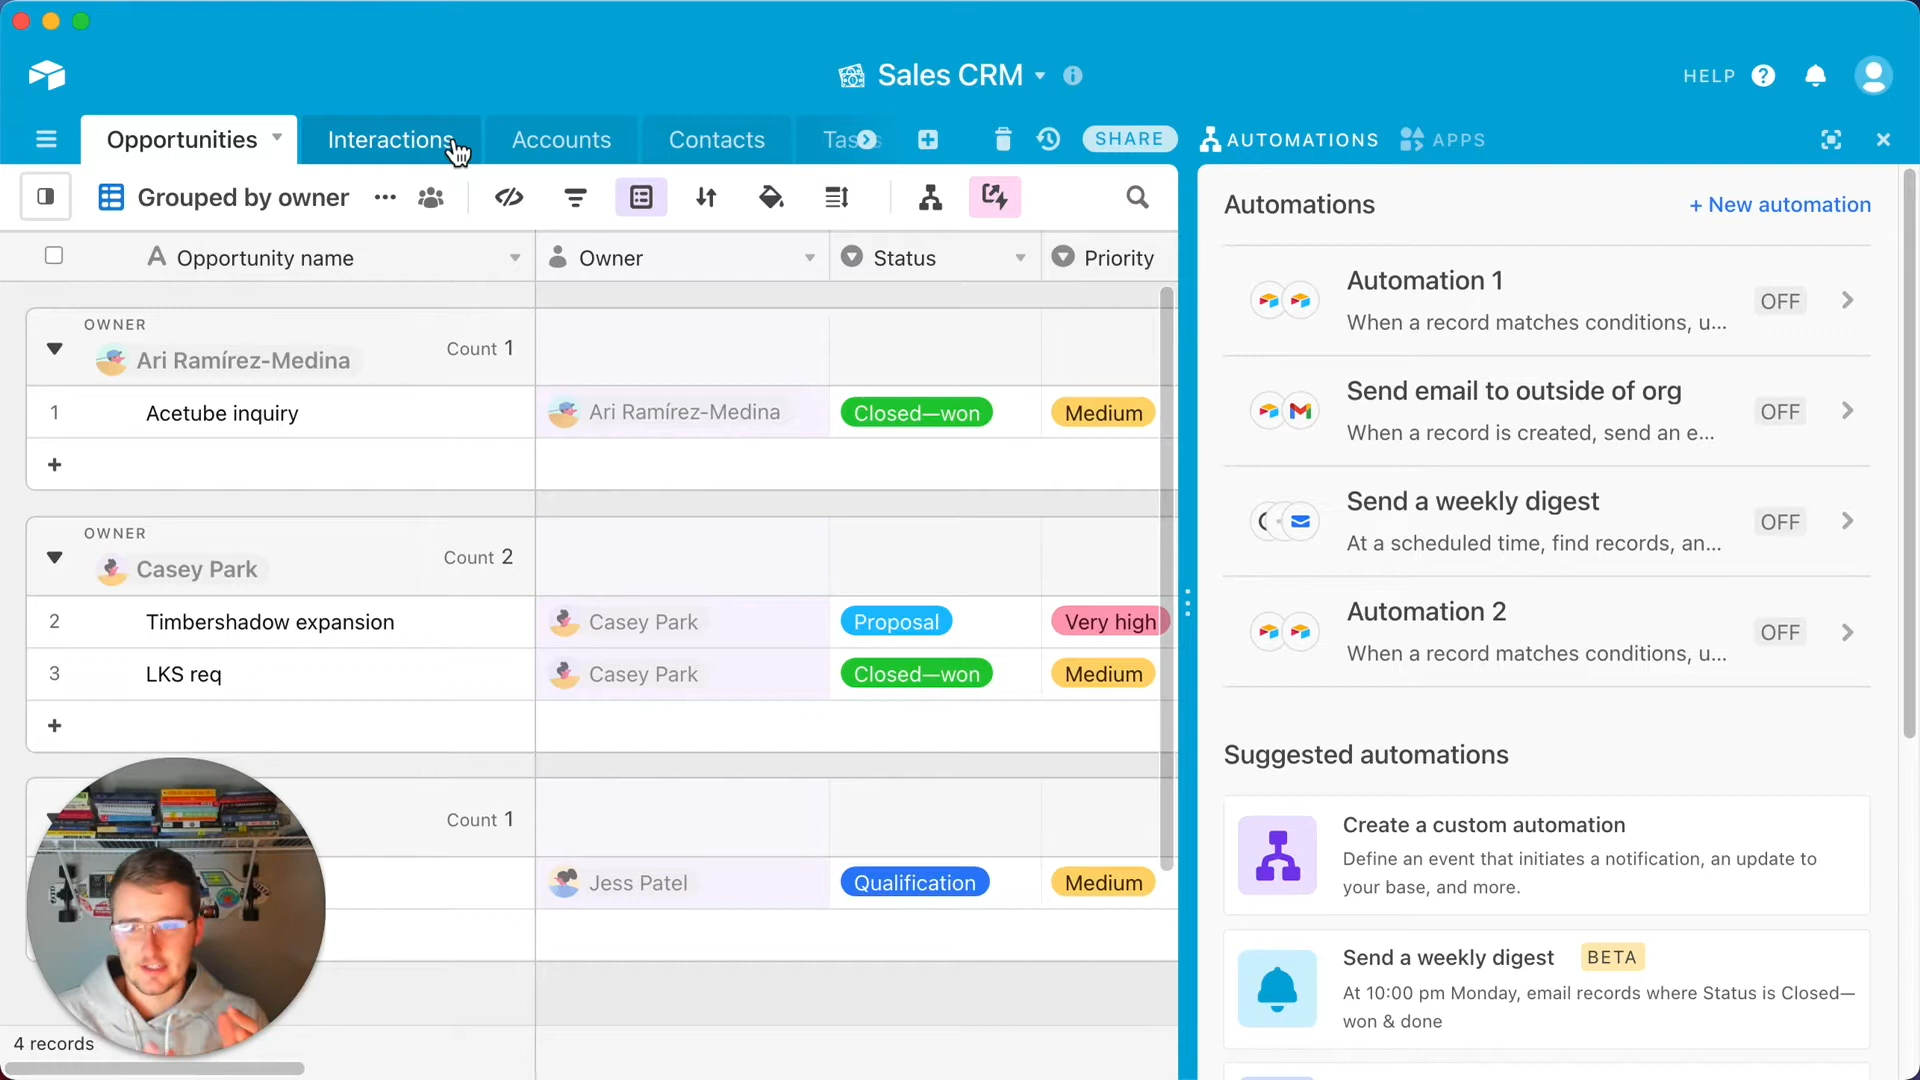 Sales CRM
HELP
Opportunities
Interactions
Accounts
Contacts
SHARE
AUTOMATIONS
APPS
Grouped by owner
Opportunity name
Owner
Status
Priority
OWNER
Ari Ramírez-Medina
Count 1
1 Acetube inquiry Ari Ramírez-Medina Closed—won Medium
+
OWNER
Casey Park
Count 2
2 Timbershadow expansion Casey Park Proposal Very high
3 LKS req Casey Park Closed—won Medium
+
Count 1
Jess Patel Qualification Medium
4 records
Automations
+ New automation
Automation 1
When a record matches conditions, u...
OFF
Send email to outside of org
When a record is created, send an e...
OFF
Send a weekly digest
At a scheduled time, find records, an...
OFF
Automation 2
When a record matches conditions, u...
OFF
Suggested automations
Create a custom automation
Define an event that initiates a notification, an update to
your base, and more.
Send a weekly digest BETA
At 10:00 pm Monday, email records where Status is Closed—
won & done